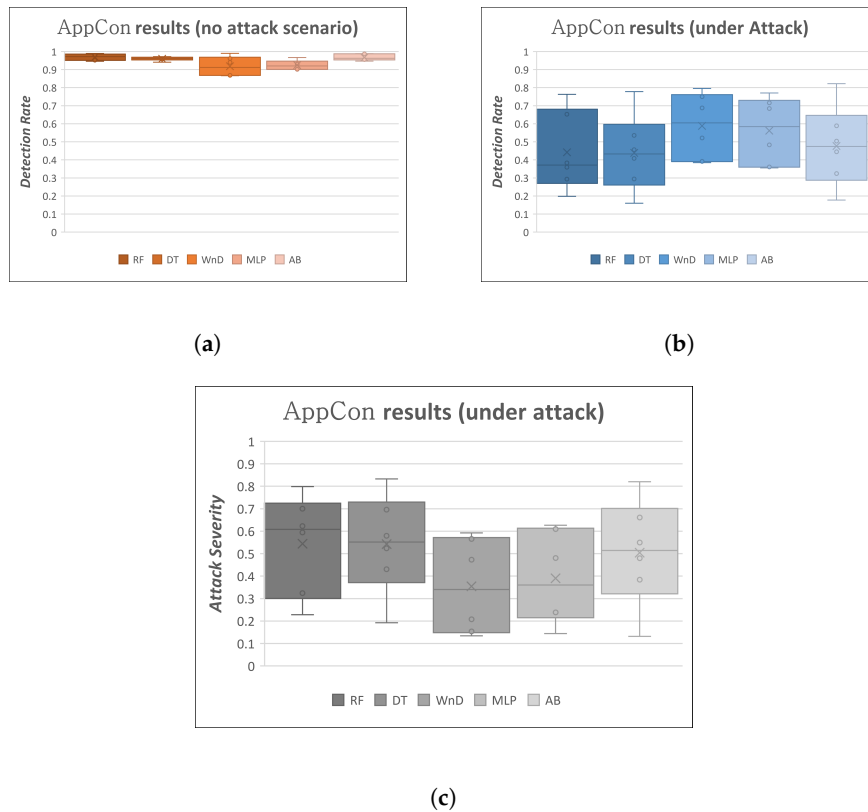 AppCon results (no attack scenario)
Detection Rate
1
0.9
0.8
0.7
0.6
0.5
0.4
0.3
0.2
0.1
0
RF DT WnD MLP AB
(a)
AppCon results (under Attack)
Detection Rate
1
0.9
0.8
0.7
0.6
0.5
0.4
0.3
0.2
0.1
0
RF DT WnD MLP AB
(b)
AppCon results (under attack)
Attack Severity
1
0.9
0.8
0.7
0.6
0.5
0.4
0.3
0.2
0.1
0
RF DT WnD MLP AB
(c)